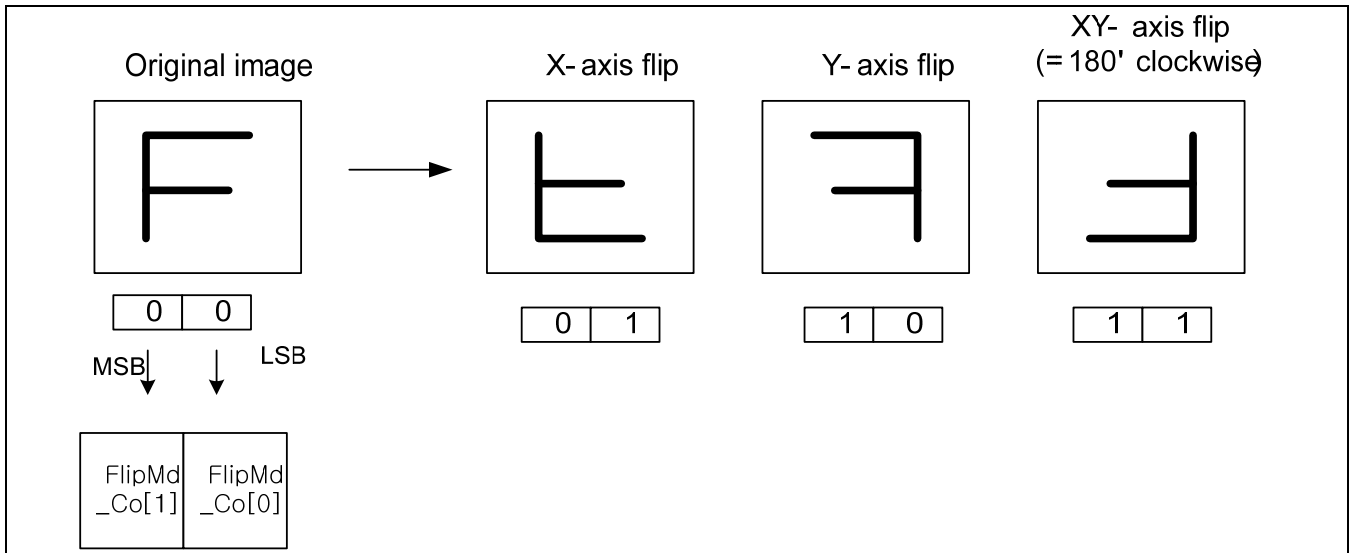 Original image
X-axis flip
Y-axis flip
XY- axis flip
(=180' clockwise)
0 0
0 1
1 0
1 1
MSB
LSB
FlipMd
_Co[1]
FlipMd
_Co[0]